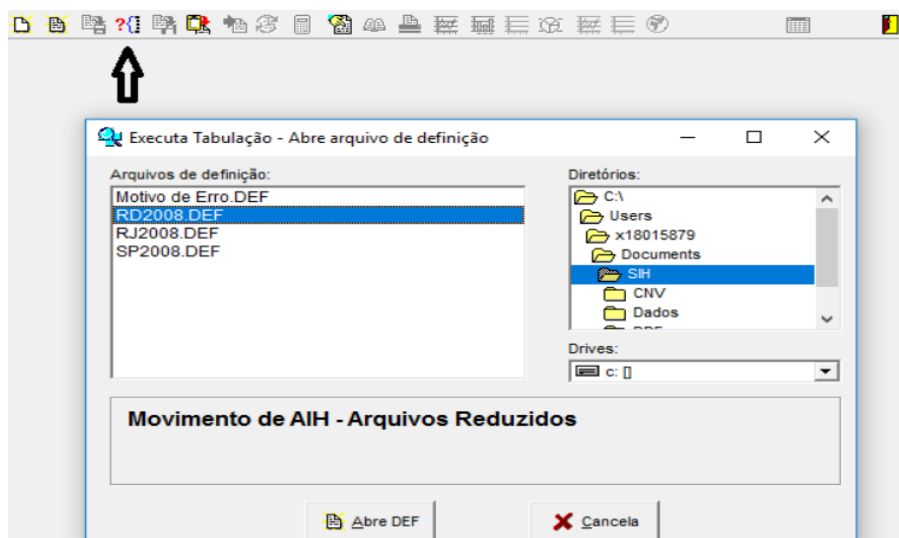 ?{}
Executa Tabulação - Abre arquivo de definição
Arquivos de definição:
Motivo de Erro.DEF
RD2008.DEF
RJ2008.DEF
SP2008.DEF
Diretórios:
C:\
Users
x18015879
Documents
SIH
CNV
Dados
Drives:
c: []
Movimento de AIH - Arquivos Reduzidos
Abre DEF
Cancela